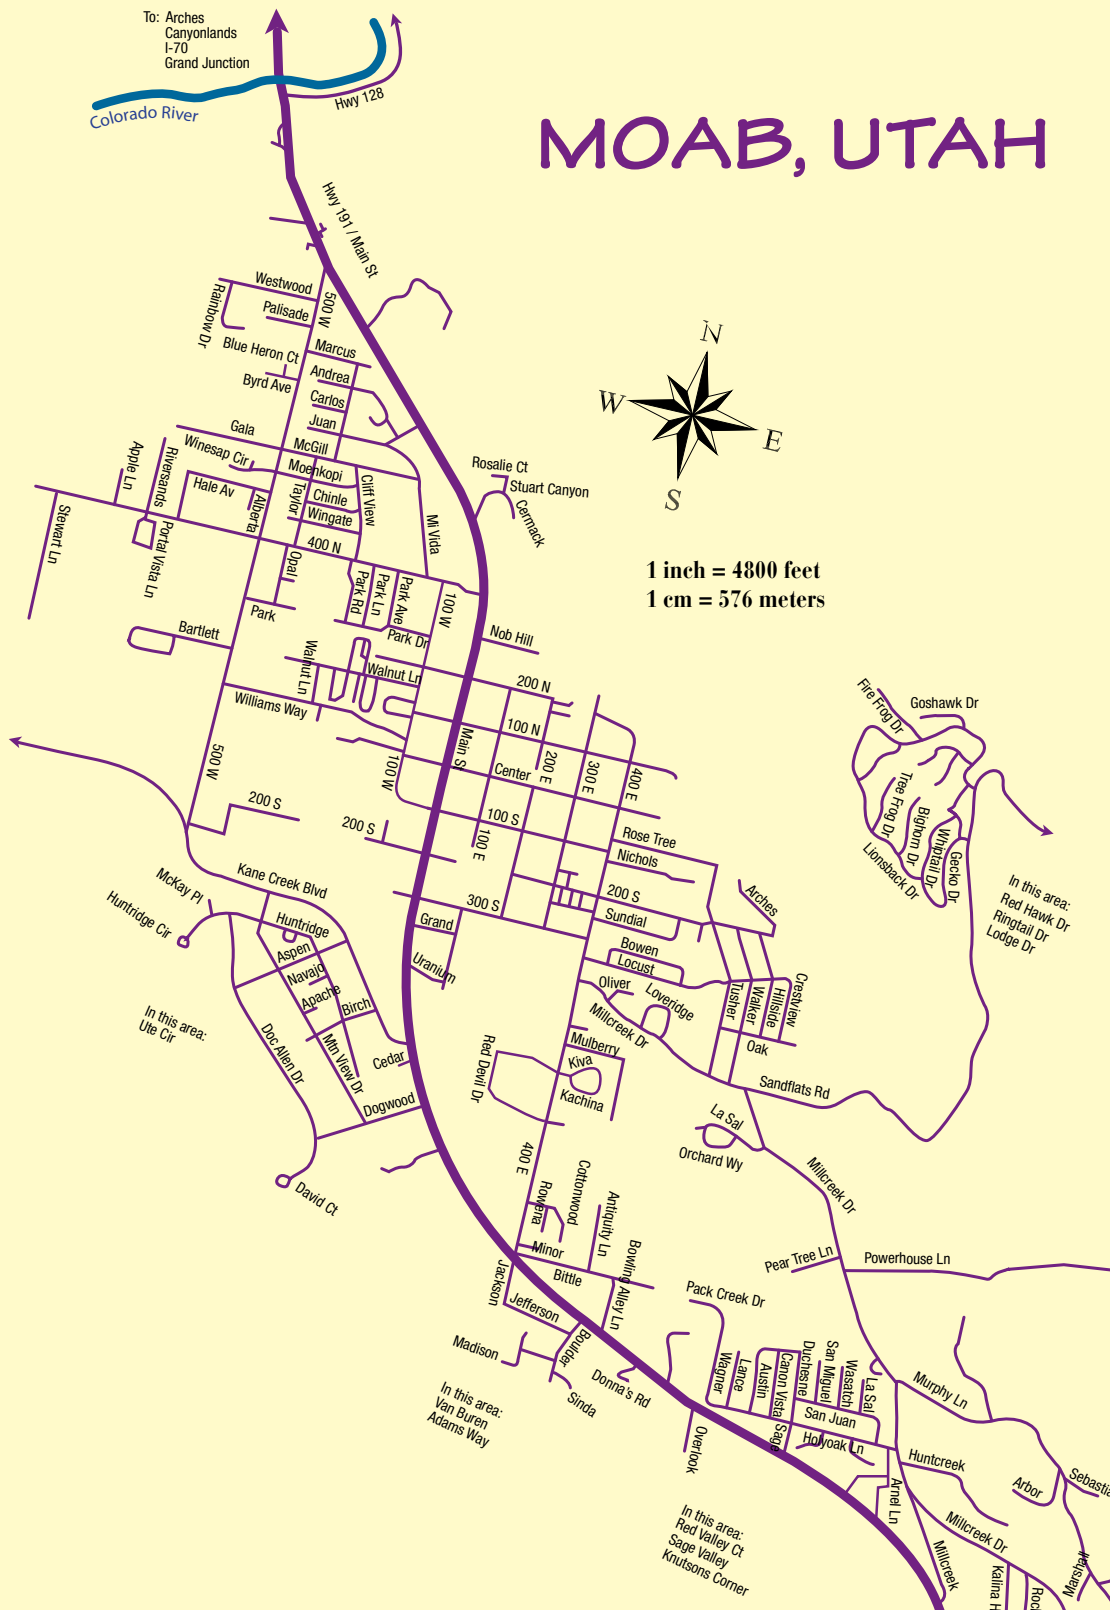 To: Arches
Canyonlands
I-70
Grand Junction
Colorado River
Hwy 128
MOAB, UTAH
Hwy 191 / Main St
Westwood
Rainbow Dr
Palisade
500 W
Blue Heron Ct
Marcus
Byrd Ave
Andrea
Carlos
Juan
Gala
McGill
Winesap Cir
Moenkopi
Apple Ln
Riversands
Hale Av
Alberta
Taylor
Chinle
Wingate
Cliff View
Mi Vida
Rosalie Ct
Stuart Canyon
Cermack
N
W
E
S
1 inch = 4800 feet
1 cm = 576 meters
Stewart Ln
Portal Vista Ln
400 N
Opal
Park Rd
Park Ln
Park Ave
100 W
Park
Park Dr
Nob Hill
Bartlett
Walnut Ln
Walnut Ln
200 N
Williams Way
100 N
Main St
500 W
100 W
Center
200 E
300 E
400 E
Fire Frog Dr
Goshawk Dr
Tree Frog Dr
Bighorn Dr
Whiptail Dr
Gecko Dr
Lionsback Dr
200 S
200 S
100 S
100 E
Rose Tree
Nichols
Kane Creek Blvd
McKay Pl
Huntridge Cir
Huntridge
300 S
200 S
Arches
In this area:
Red Hawk Dr
Ringtail Dr
Lodge Dr
Grand
Sundial
Aspen
Navajo
Apache
Uranium
Bowen
Locust
Oliver
Loveridge
Tusher
Walker
Hillside
Crestview
Birch
In this area:
Ute Cir
Doc Allen Dr
Mtn View Dr
Cedar
Millcreek Dr
Mulberry
Oak
Red Devil Dr
Kiva
Kachina
Sandflats Rd
Dogwood
La Sal
Orchard Wy
400 E
Millcreek Dr
David Ct
Rowena
Cottonwood
Antiquity Ln
Minor
Bowling Alley Ln
Bittle
Pear Tree Ln
Powerhouse Ln
Jackson
Jefferson
Pack Creek Dr
Madison
Boulder
Sinda
Donna's Rd
Wagner
Lance
Austin
Canon Vista
Duchesne
San Miguel
Wasatch
La Sal
Murphy Ln
In this area:
Van Buren
Adams Way
San Juan
Sage
Holyoak Ln
Overlook
Huntcreek
Arnel Ln
Arbor
Sebastia
Millcreek Dr
In this area:
Red Valley Ct
Sage Valley
Knutsons Corner
Millcreek
Kalina H
Roc
Marshall